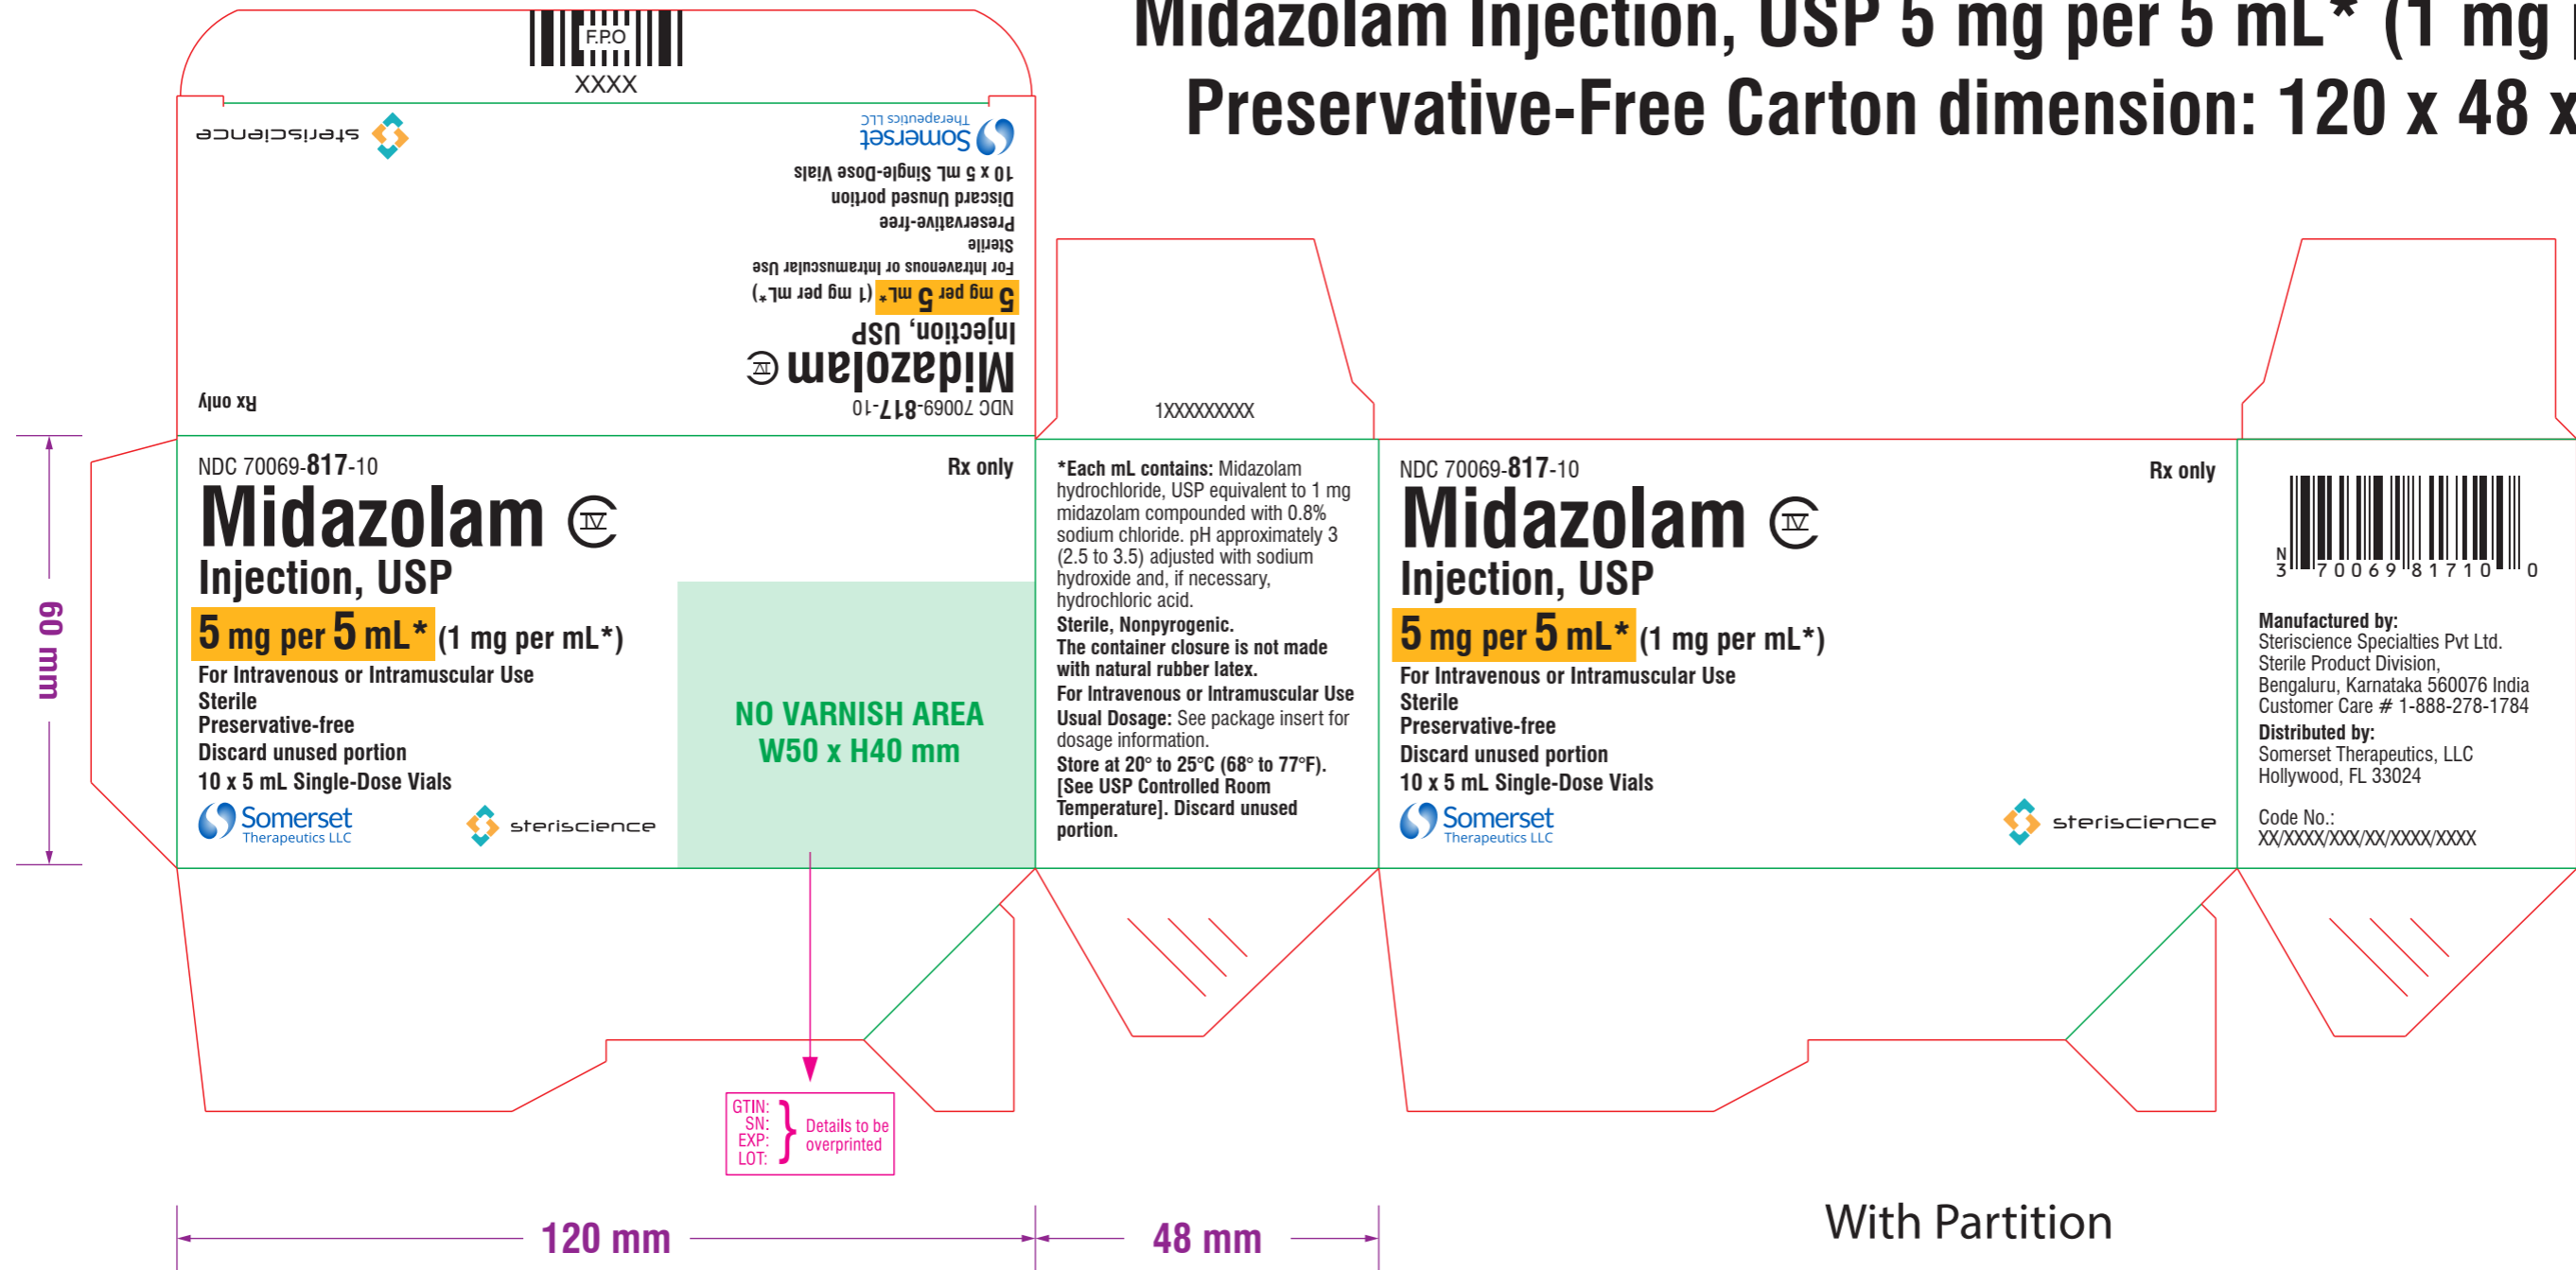 Midazolam Injection, USP 5 mg per 5 mL* (1 mg
Preservative-Free Carton dimension: 120 x 48 x
F.P.O
XXXX
steriscience
Somerset
Therapeutics LLC
10 x 5 mL Single-Dose Vials
Discard Unused portion
Preservative-free
Sterile
For Intravenous or Intramuscular Use
5 mg per 5 mL* (1 mg per mL*)
Injection, USP
Midazolam CIV
NDC 70069-817-10
Rx only
1XXXXXXXXX
60 mm
NDC 70069-817-10
Rx only
Midazolam CIV
Injection, USP
5 mg per 5 mL* (1 mg per mL*)
For Intravenous or Intramuscular Use
Sterile
Preservative-free
Discard unused portion
10 x 5 mL Single-Dose Vials
Somerset
Therapeutics LLC
steriscience
NO VARNISH AREA
W50 x H40 mm
*Each mL contains: Midazolam
hydrochloride, USP equivalent to 1 mg
midazolam compounded with 0.8%
sodium chloride. pH approximately 3
(2.5 to 3.5) adjusted with sodium
hydroxide and, if necessary,
hydrochloric acid.
Sterile, Nonpyrogenic.
The container closure is not made
with natural rubber latex.
For Intravenous or Intramuscular Use
Usual Dosage: See package insert for
dosage information.
Store at 20° to 25°C (68° to 77°F).
[See USP Controlled Room
Temperature]. Discard unused
portion.
NDC 70069-817-10
Rx only
Midazolam CIV
Injection, USP
5 mg per 5 mL* (1 mg per mL*)
For Intravenous or Intramuscular Use
Sterile
Preservative-free
Discard unused portion
10 x 5 mL Single-Dose Vials
Somerset
Therapeutics LLC
steriscience
N
3 70069 81710 0
Manufactured by:
Steriscience Specialties Pvt Ltd.
Sterile Product Division,
Bengaluru, Karnataka 560076 India
Customer Care # 1-888-278-1784
Distributed by:
Somerset Therapeutics, LLC
Hollywood, FL 33024
Code No.:
XX/XXXX/XXX/XX/XXXX/XXXX
GTIN:
SN:
EXP:
LOT:
Details to be
overprinted
120 mm
48 mm
With Partition